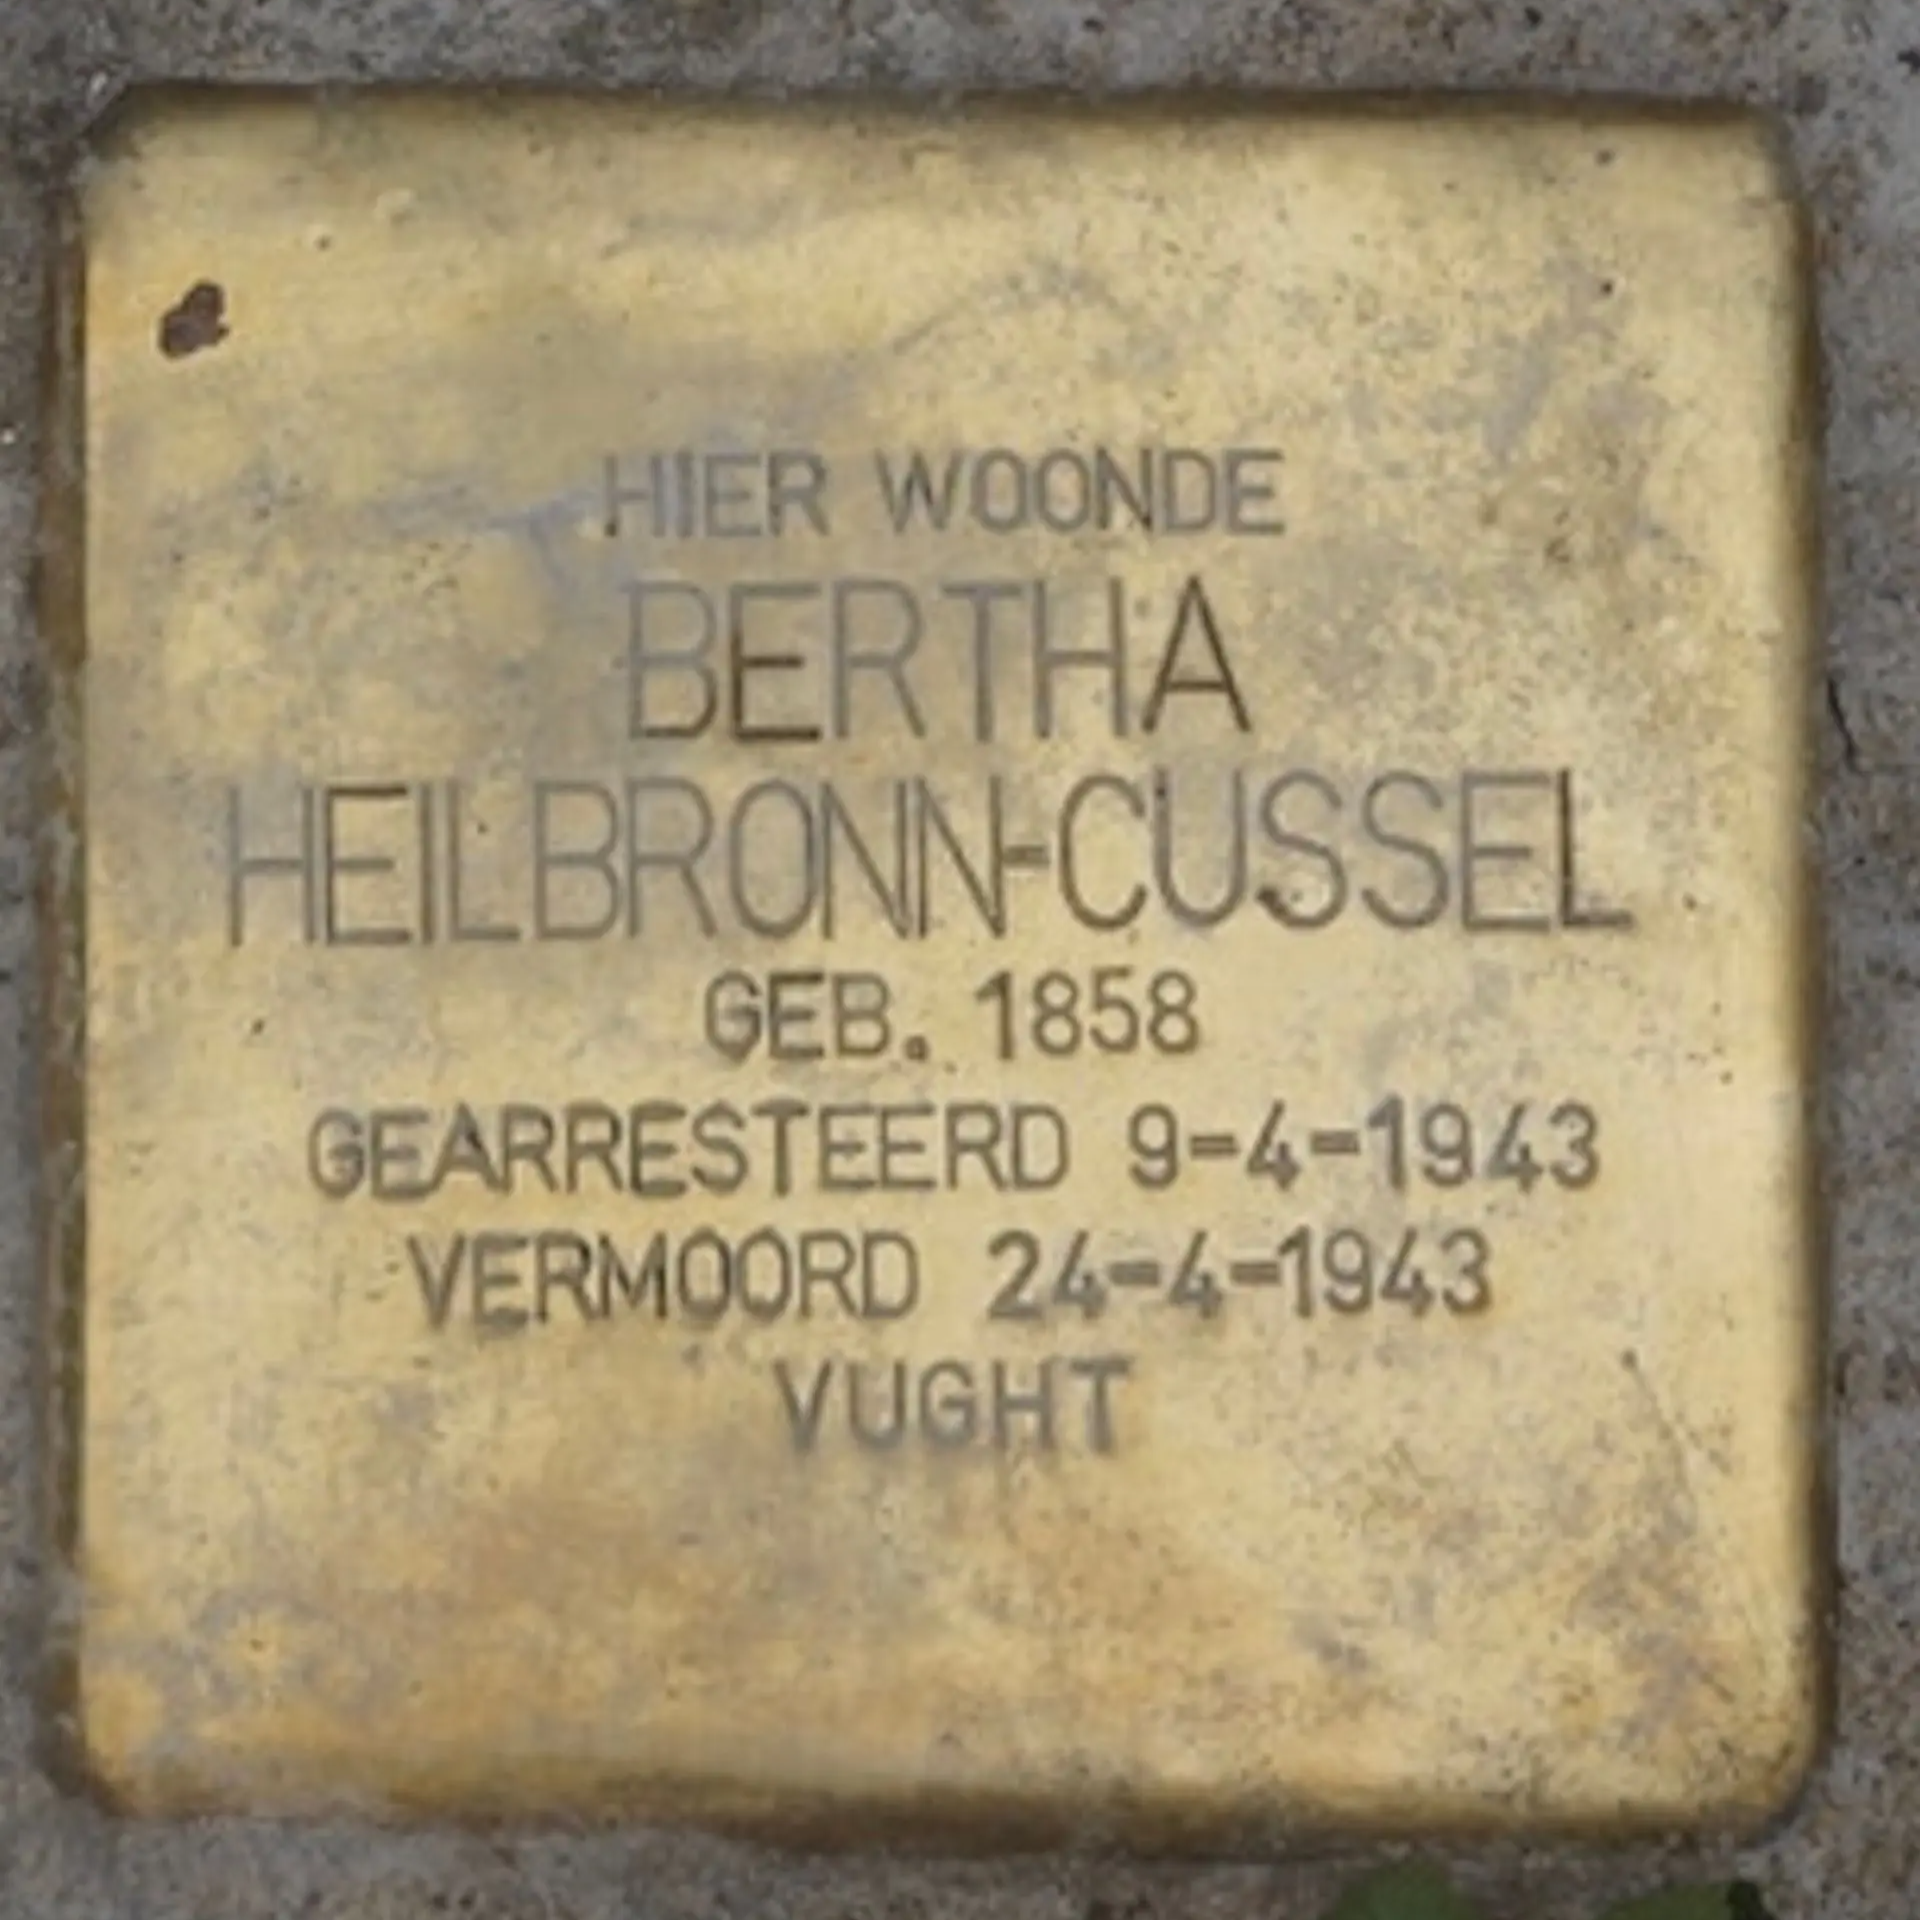 HIER WOONDE
BERTHA
HEILBRONN-CUSSEL
GEB. 1858
GEARRESTEERD 9-4-1943
VERMOORD 24-4-1943
VUGHT